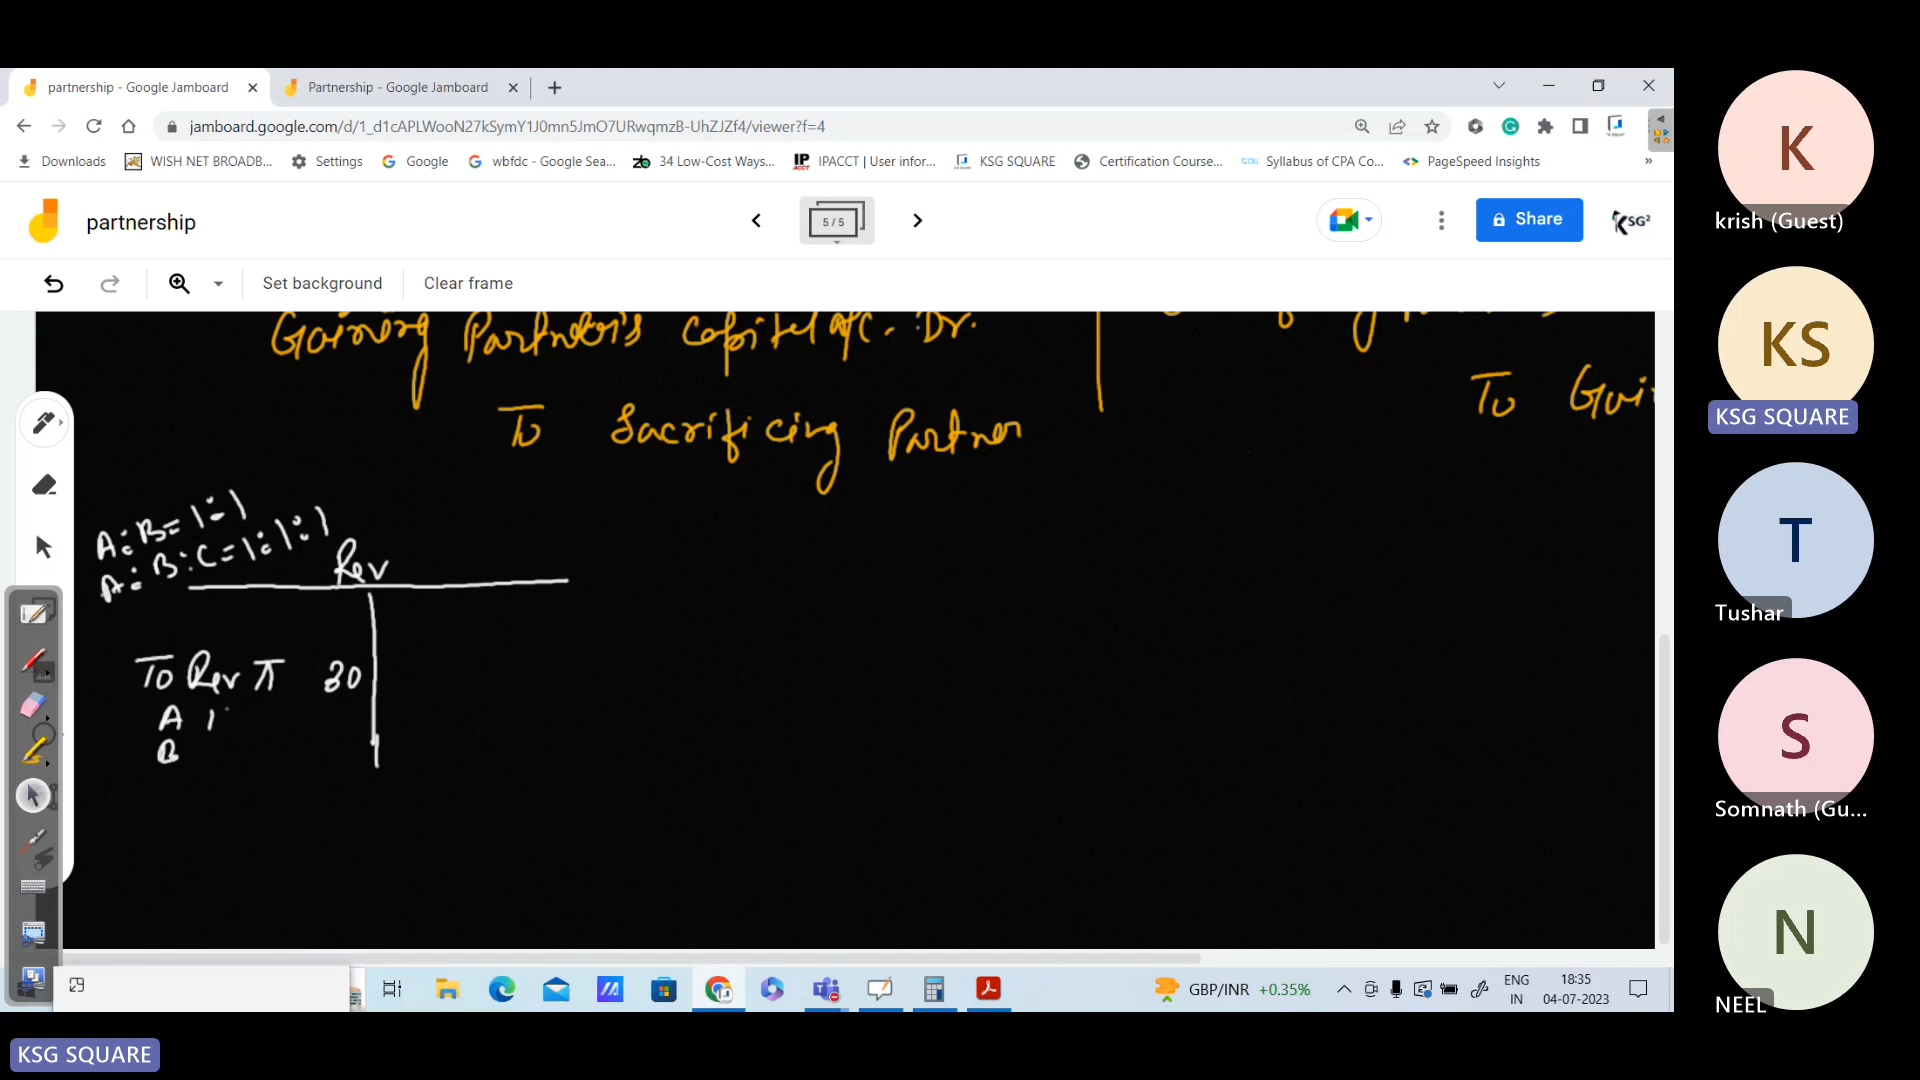 partnership - Google Jamboard
Partnership - Google Jamboard
jamboard.google.com/d/1_d1cAPLWooN27kSymY1J0mn5JmO7URwqmzB-UhZJZf4/viewer?f=4
Downloads
WISH NET BROADB...
Settings
Google
wbfdc - Google Sea...
34 Low-Cost Ways...
IPACCT | User infor...
KSG SQUARE
Certification Course...
Syllabus of CPA Co...
PageSpeed Insights
partnership
5 / 5
Share
KSG²
Set background
Clear frame
Gaining Partner's Capital A/C. Dr.
To Sacrificing Partner
To Gai
A:B=1:1
A:B:C=1:1:1
Rev
To Rev π 30
A 1
B
GBP/INR +0.35%
ENG
IN
18:35
04-07-2023
K
krish (Guest)
KS
KSG SQUARE
T
Tushar
S
Somnath (Gu...
N
NEEL
KSG SQUARE